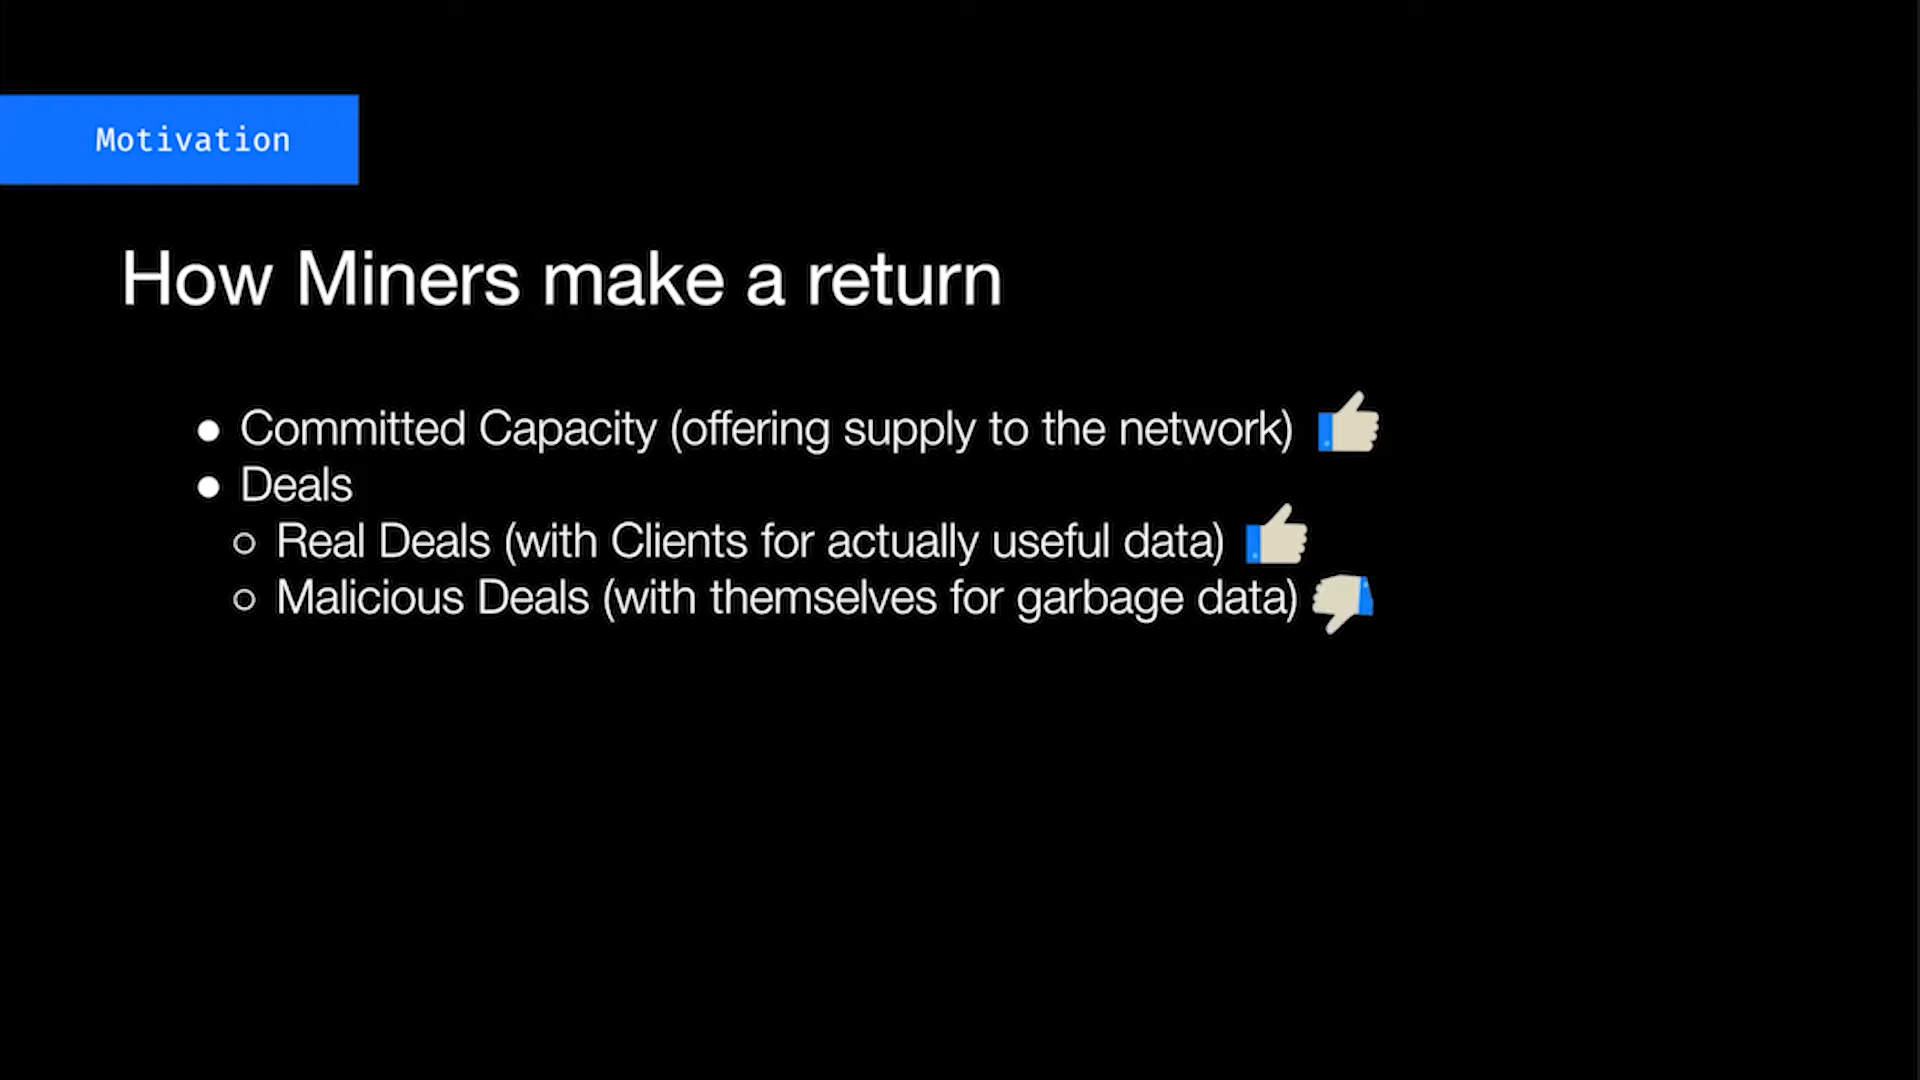 Motivation
How Miners make a return
● Committed Capacity (offering supply to the network)
● Deals
○ Real Deals (with Clients for actually useful data)
○ Malicious Deals (with themselves for garbage data)